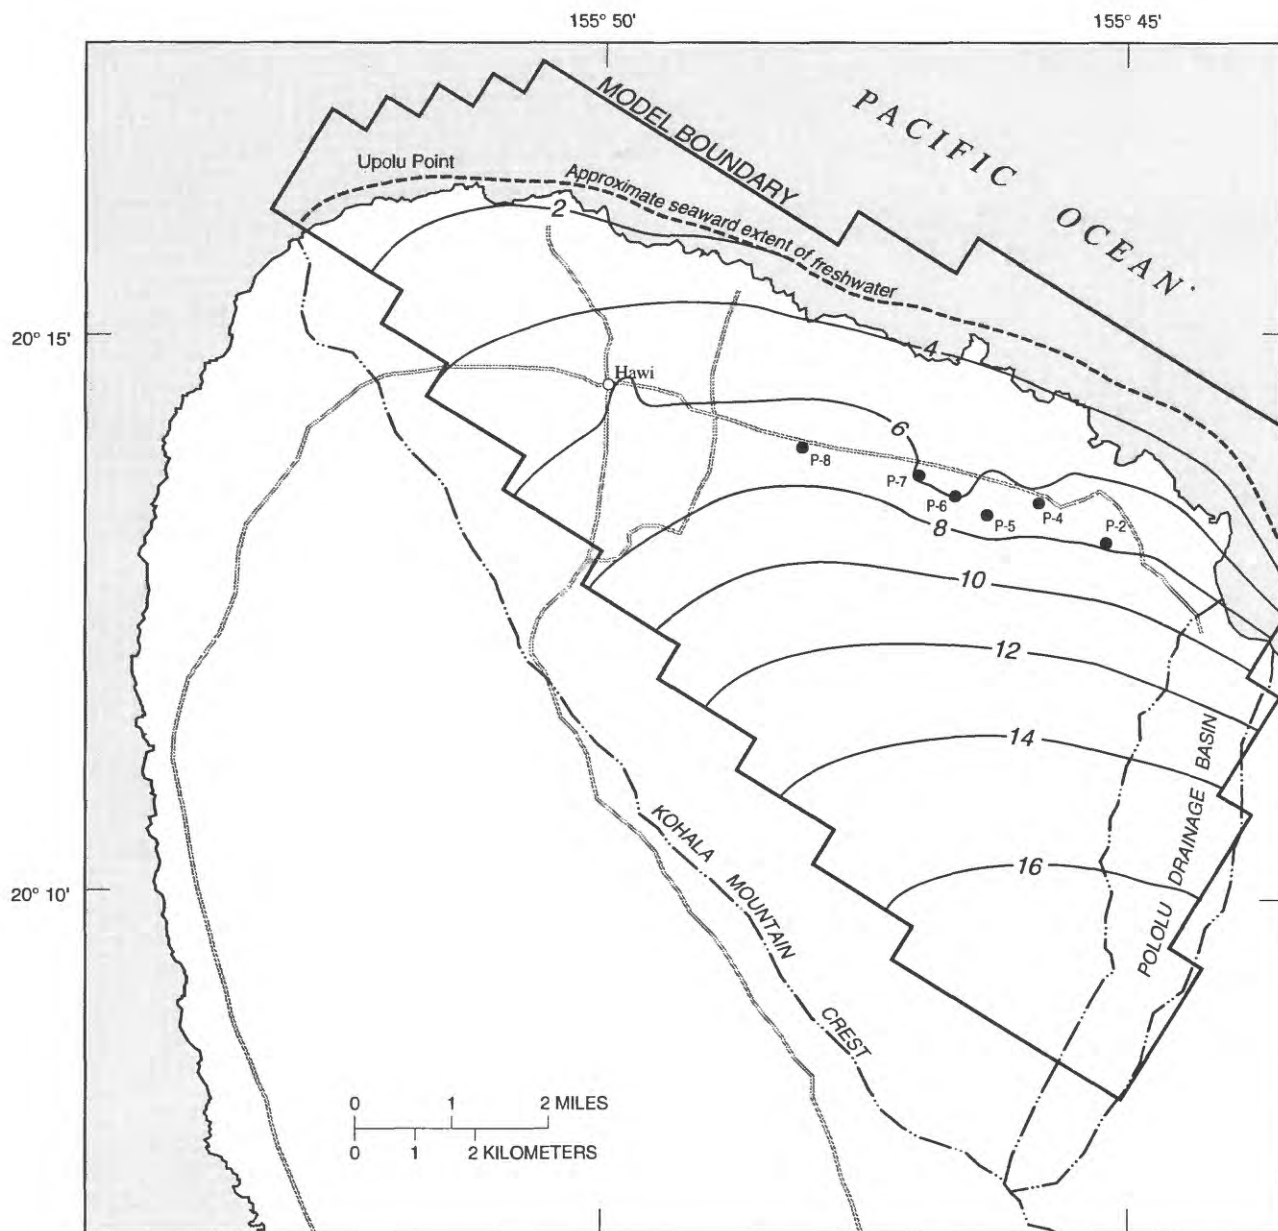 155° 50'
155° 45'
PACIFIC
OCEAN
MODEL BOUNDARY
Upolu Point
Approximate seaward extent of freshwater
2
20° 15'
4
Hawi
6
P-8
P-7
P-6
P-5
P-4
P-2
8
10
12
14
16
POLOLU DRAINAGE BASIN
KOHALA
MOUNTAIN
CREST
20° 10'
0 1 2 MILES
0 1 2 KILOMETERS